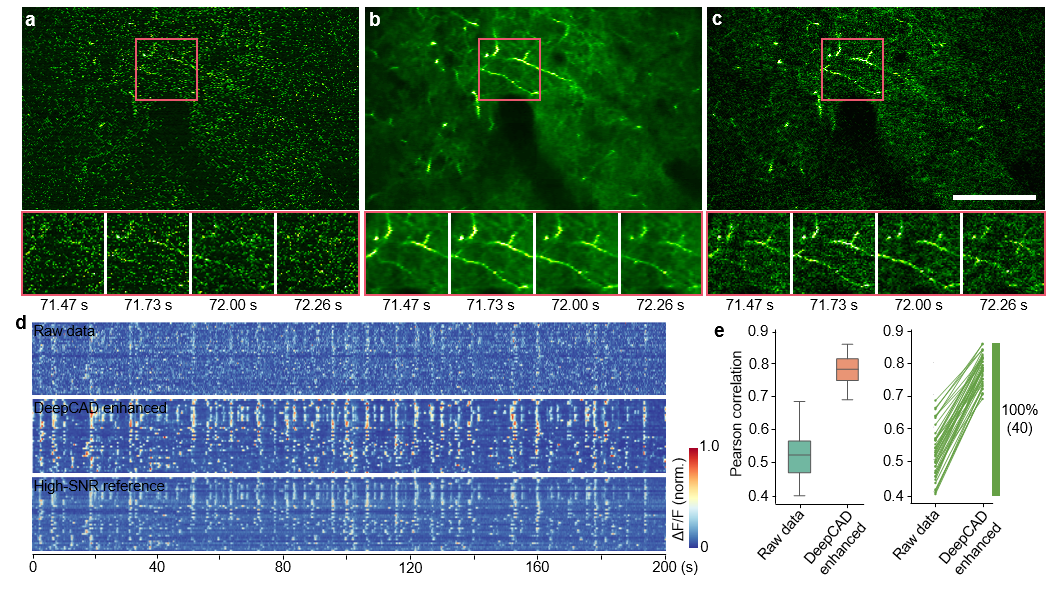 a
b
c
71.47 s 71.73 s 72.00 s 72.26 s
71.47 s 71.73 s 72.00 s 72.26 s
71.47 s 71.73 s 72.00 s 72.26 s
d
Raw data
DeepCAD enhanced
High-SNR reference
0 40 80 120 160 200 (s)
1.0
0
ΔF/F (norm.)
e
Pearson correlation
0.9
0.8
0.7
0.6
0.5
0.4
Raw data
DeepCAD
enhanced
0.9
0.8
0.7
0.6
0.5
0.4
Raw data
DeepCAD
enhanced
100%
(40)